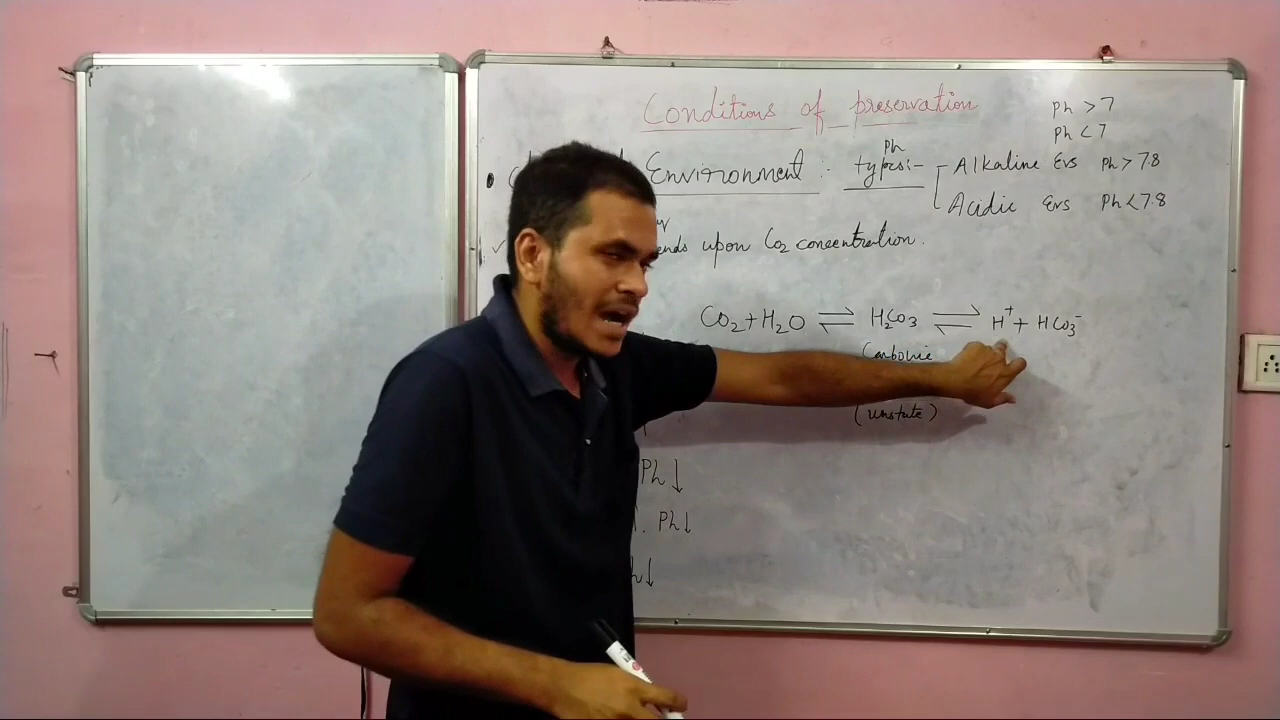 Conditions of preservation
Ph > 7
Ph < 7
Environment :- Ph types:- Alkaline Evs Ph > 7.8
Acidic Evs Ph < 7.8
ends upon Co2 concentration.
CO2 + H2O ⇌ H2CO3 ⇌ H+ + HCO3-
Carbonic
(unstate)
Ph↓
Ph↓
h↓